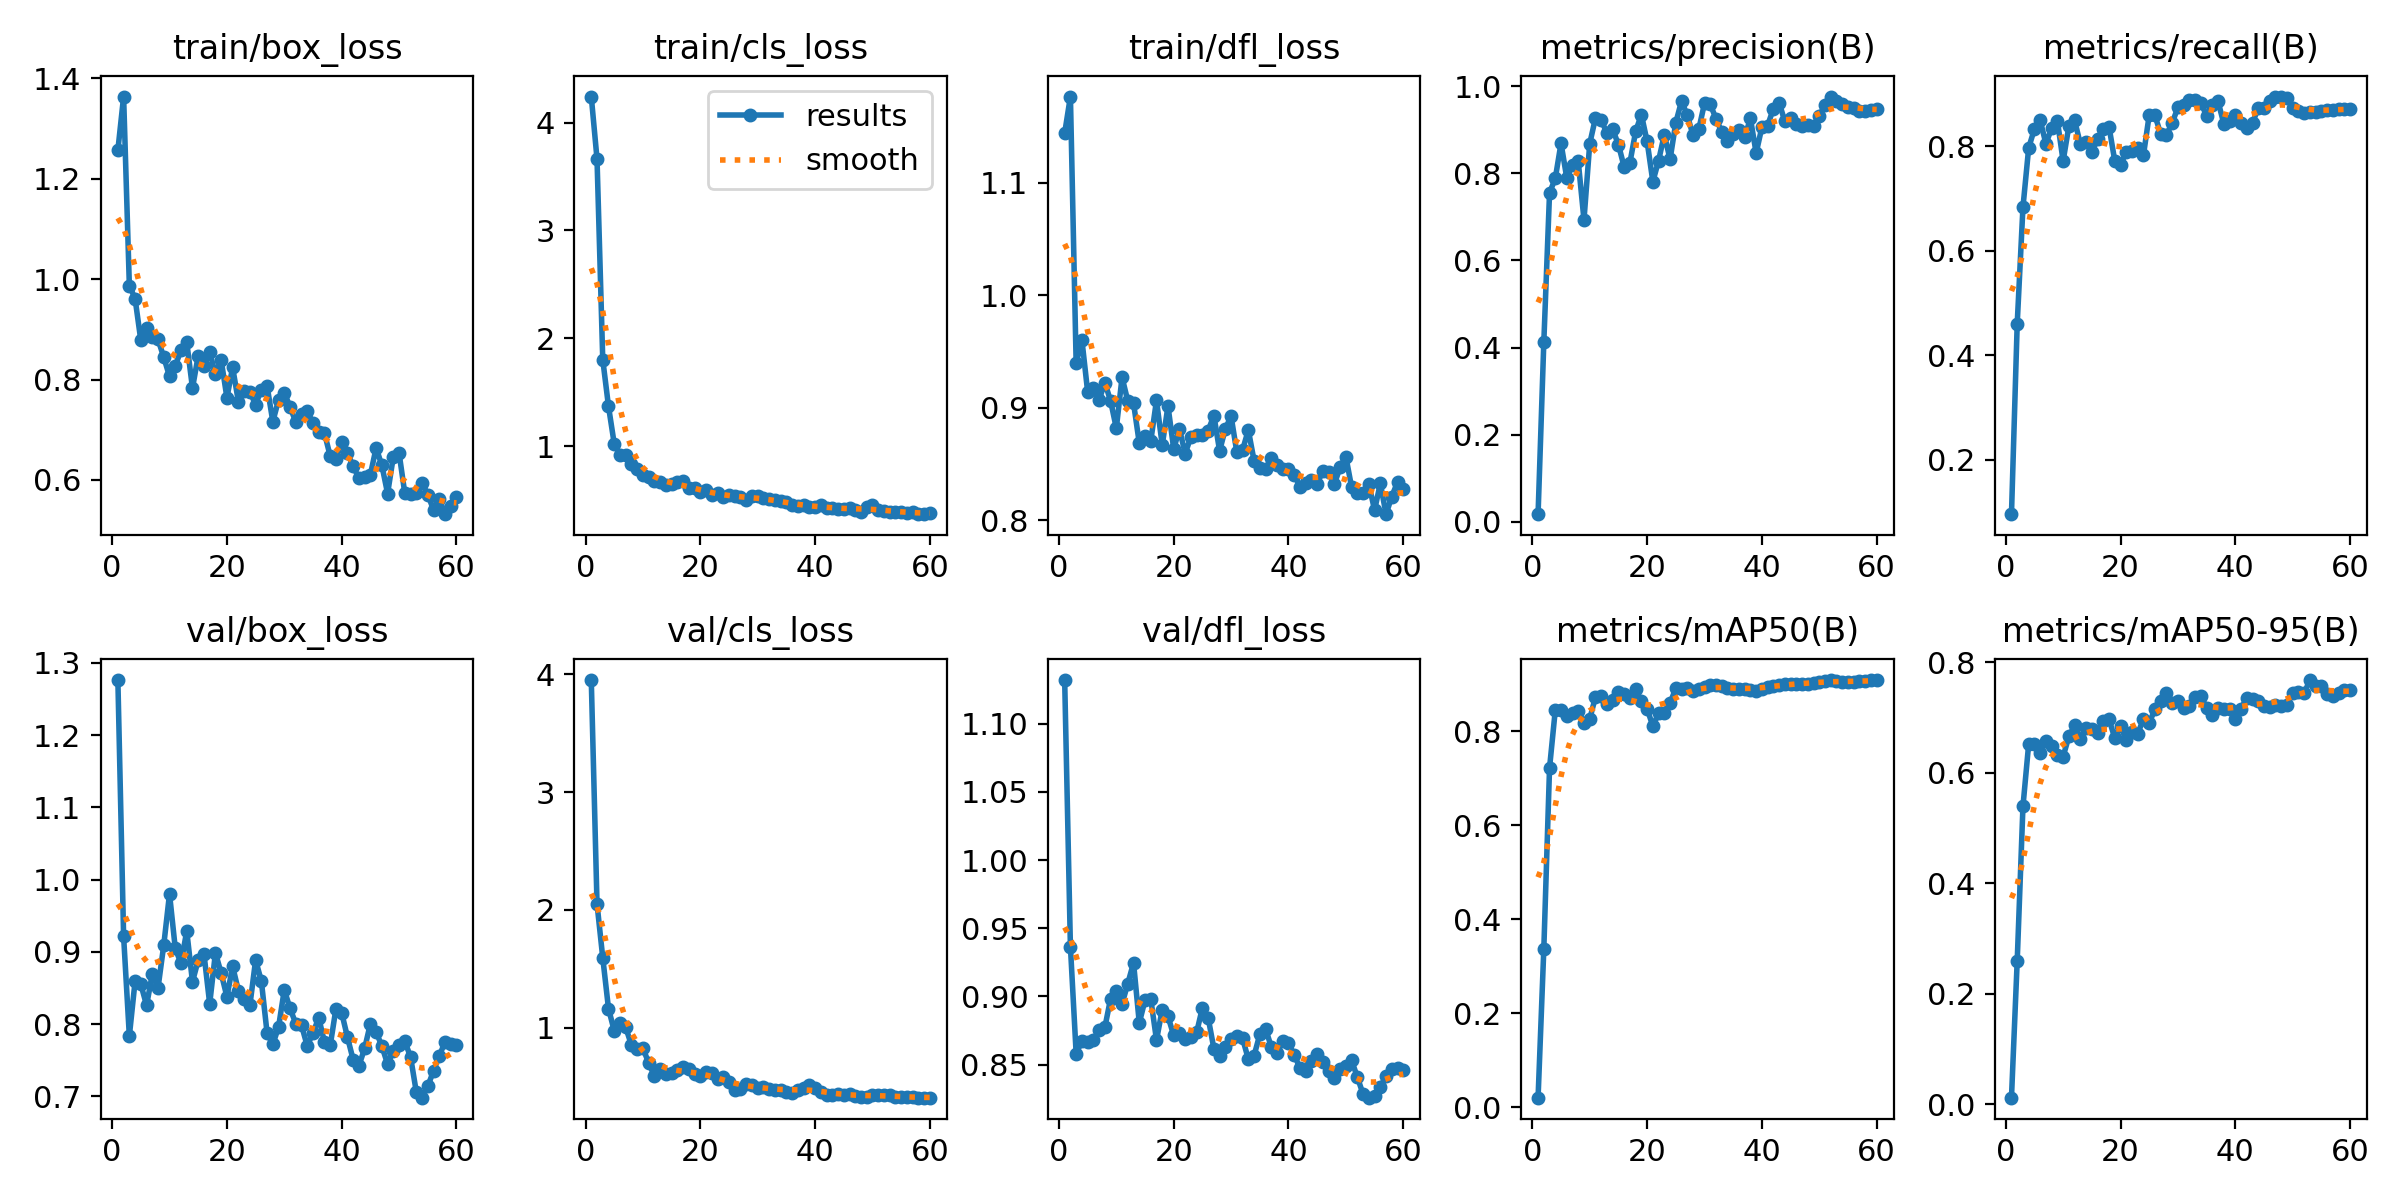 train/box_loss
1.4
1.2
1.0
0.8
0.6
0 20 40 60
train/cls_loss
results
smooth
4
3
2
1
0 20 40 60
train/dfl_loss
1.1
1.0
0.9
0.8
0 20 40 60
metrics/precision(B)
1.0
0.8
0.6
0.4
0.2
0.0
0 20 40 60
metrics/recall(B)
0.8
0.6
0.4
0.2
0 20 40 60
val/box_loss
1.3
1.2
1.1
1.0
0.9
0.8
0.7
0 20 40 60
val/cls_loss
4
3
2
1
0 20 40 60
val/dfl_loss
1.10
1.05
1.00
0.95
0.90
0.85
0 20 40 60
metrics/mAP50(B)
0.8
0.6
0.4
0.2
0.0
0 20 40 60
metrics/mAP50-95(B)
0.8
0.6
0.4
0.2
0.0
0 20 40 60